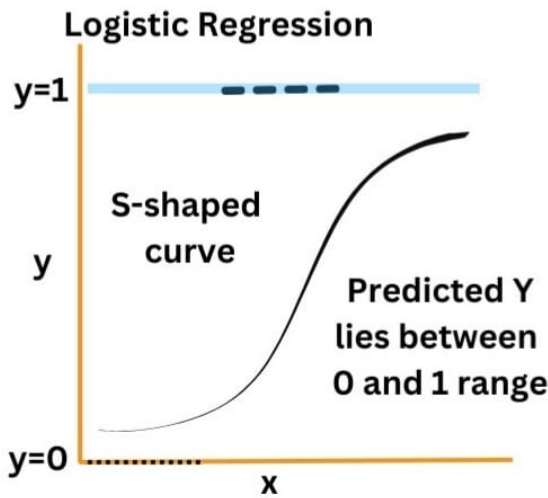 Logistic Regression
y=1
S-shaped
curve
y
Predicted Y
lies between
0 and 1 range
y=0
x